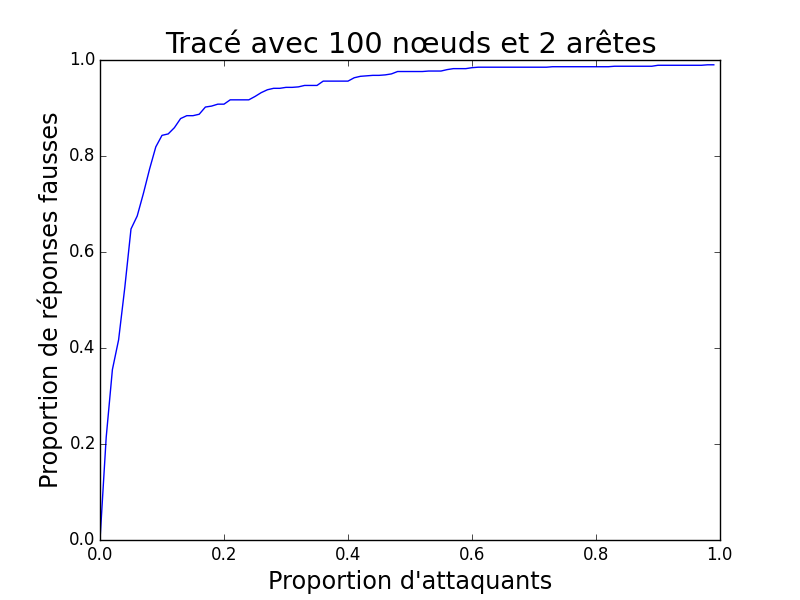 Tracé avec 100 nœuds et 2 arêtes
1.0
0.8
0.6
0.4
0.2
0.0
Proportion de réponses fausses
0.0 0.2 0.4 0.6 0.8 1.0
Proportion d'attaquants